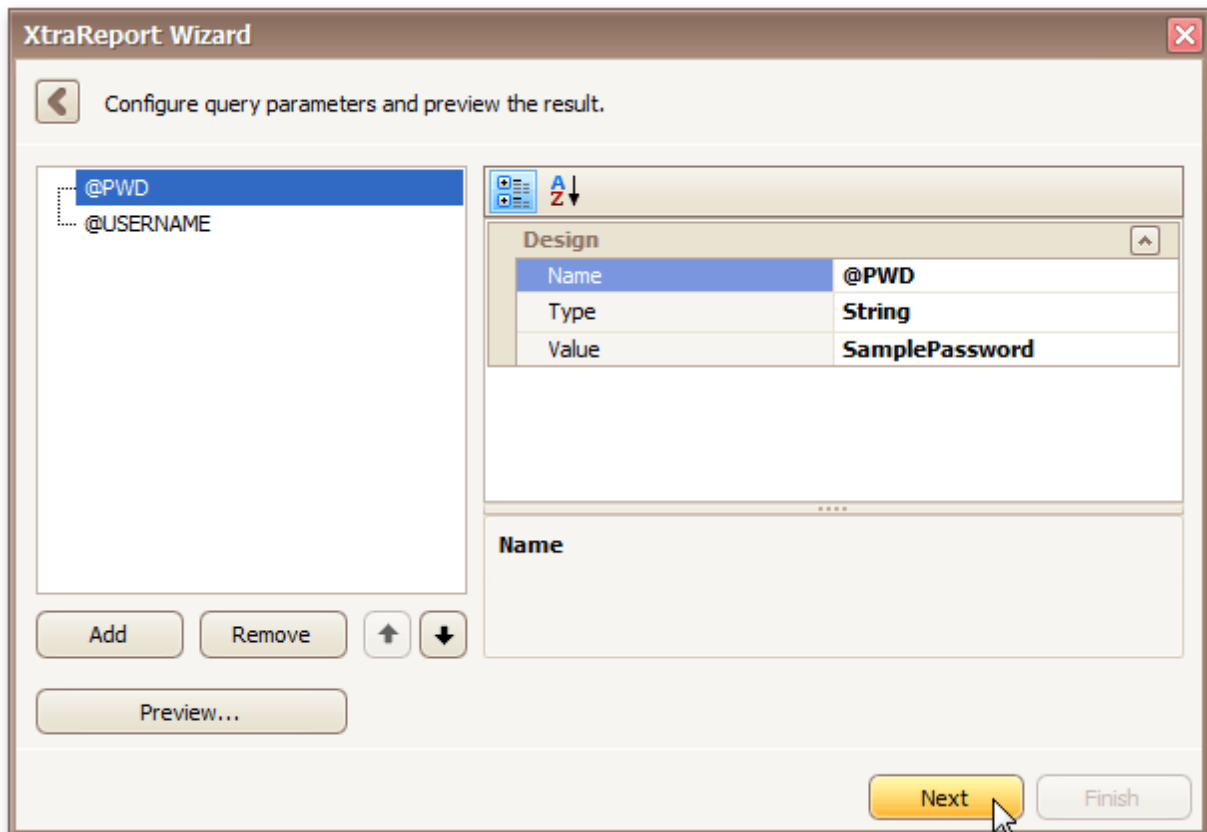 XtraReport Wizard
Configure query parameters and preview the result.
@PWD
@USERNAME
A
Z
Design
Name @PWD
Type String
Value SamplePassword
Name
Add Remove
Preview...
Next Finish